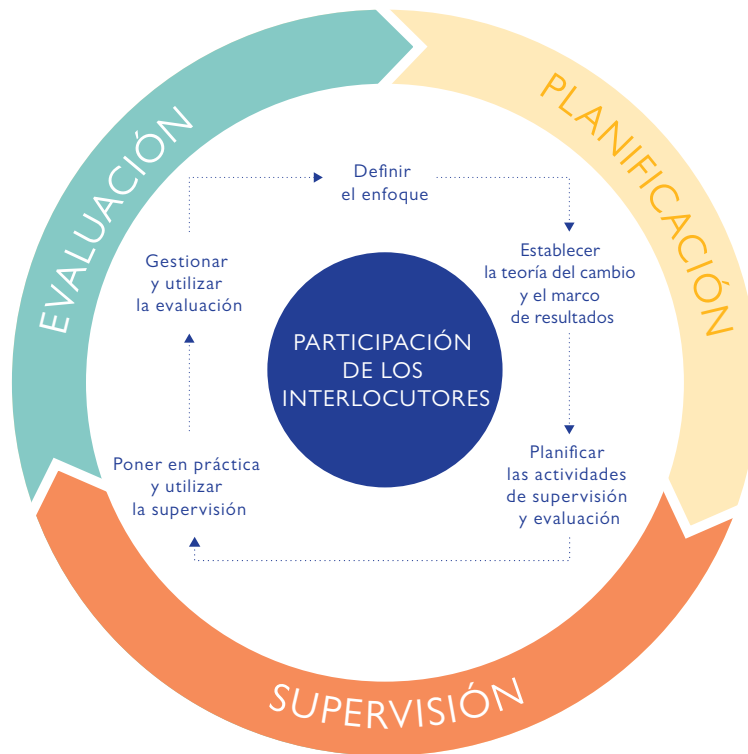 EVALUACIÓN
PLANIFICACIÓN
SUPERVISIÓN
Definir
el enfoque
Establecer
la teoría del cambio
y el marco
de resultados
Planificar
las actividades
de supervisión
y evaluación
Poner en práctica
y utilizar
la supervisión
Gestionar
y utilizar
la evaluación
PARTICIPACIÓN
DE LOS
INTERLOCUTORES